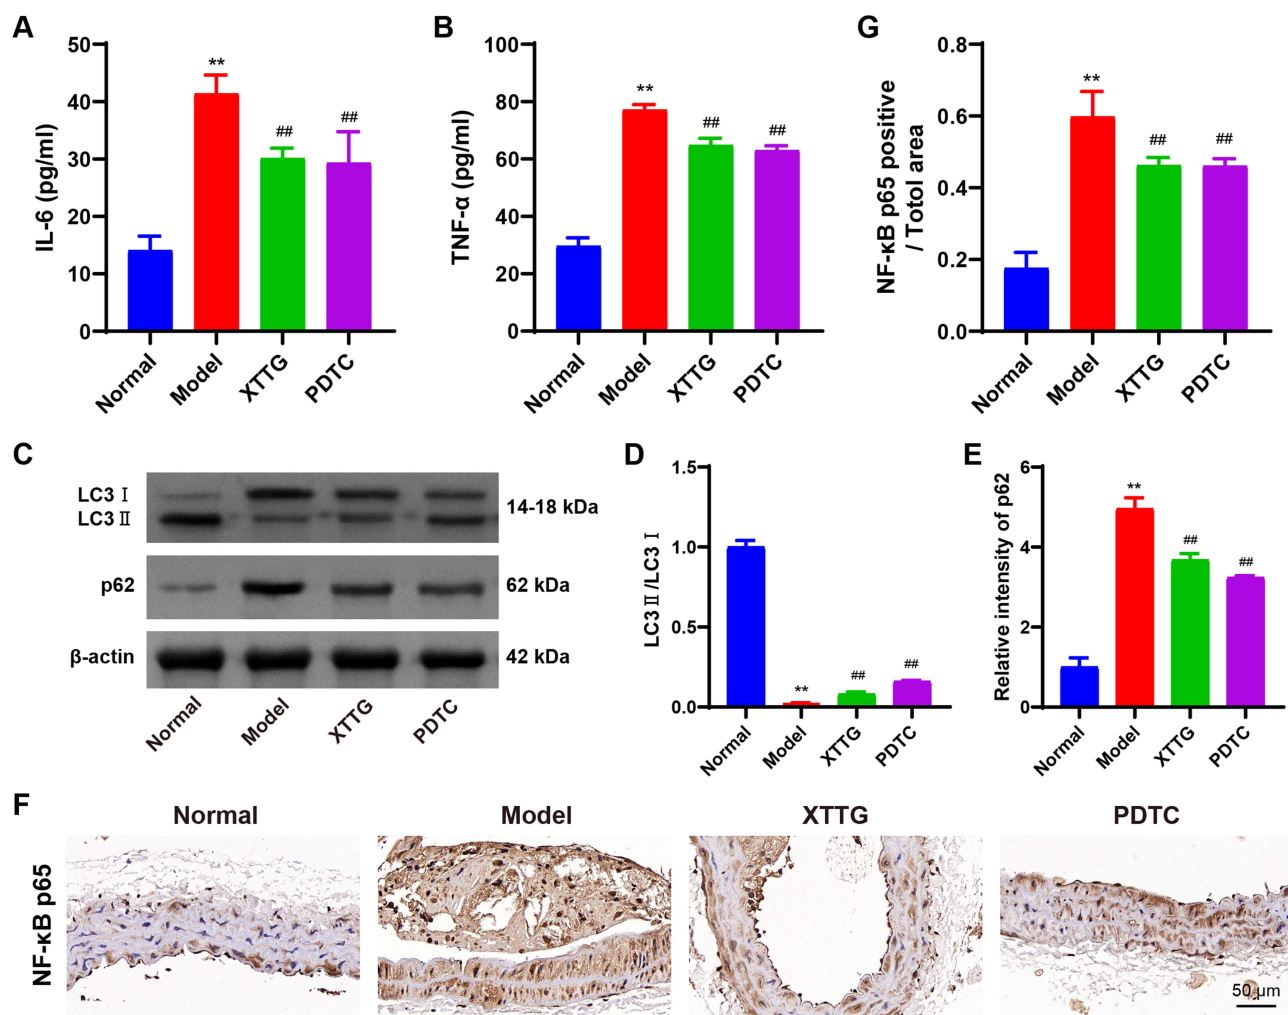 A
IL-6 (pg/ml)
50
40
30
20
10
0
**
##
##
Normal
Model
XTTG
PDTC
B
TNF-α (pg/ml)
100
80
60
40
20
0
**
##
##
Normal
Model
XTTG
PDTC
G
NF-κB p65 positive
/ Totol area
0.8
0.6
0.4
0.2
0.0
**
##
##
Normal
Model
XTTG
PDTC
C
LC3 Ⅰ
LC3 Ⅱ
14-18 kDa
p62
62 kDa
β-actin
42 kDa
Normal
Model
XTTG
PDTC
D
LC3 Ⅱ/LC3 Ⅰ
1.5
1.0
0.5
0.0
**
##
##
Normal
Model
XTTG
PDTC
E
Relative intensity of p62
6
4
2
0
**
##
##
Normal
Model
XTTG
PDTC
F
Normal
Model
XTTG
PDTC
NF-κB p65
50 μm